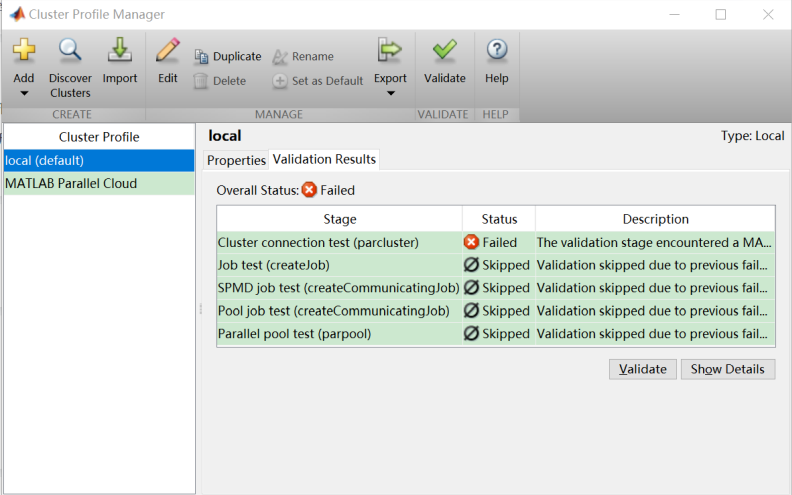 Cluster Profile Manager
Add
Discover Clusters
Import
Edit
Duplicate
Delete
Rename
Set as Default
Export
Validate
Help
CREATE
MANAGE
VALIDATE
HELP
Cluster Profile
local (default)
MATLAB Parallel Cloud
local
Type: Local
Properties
Validation Results
Overall Status: Failed
Stage Status Description
Cluster connection test (parcluster) Failed The validation stage encountered a MA...
Job test (createJob) Skipped Validation skipped due to previous fail...
SPMD job test (createCommunicatingJob) Skipped Validation skipped due to previous fail...
Pool job test (createCommunicatingJob) Skipped Validation skipped due to previous fail...
Parallel pool test (parpool) Skipped Validation skipped due to previous fail...
Validate
Show Details